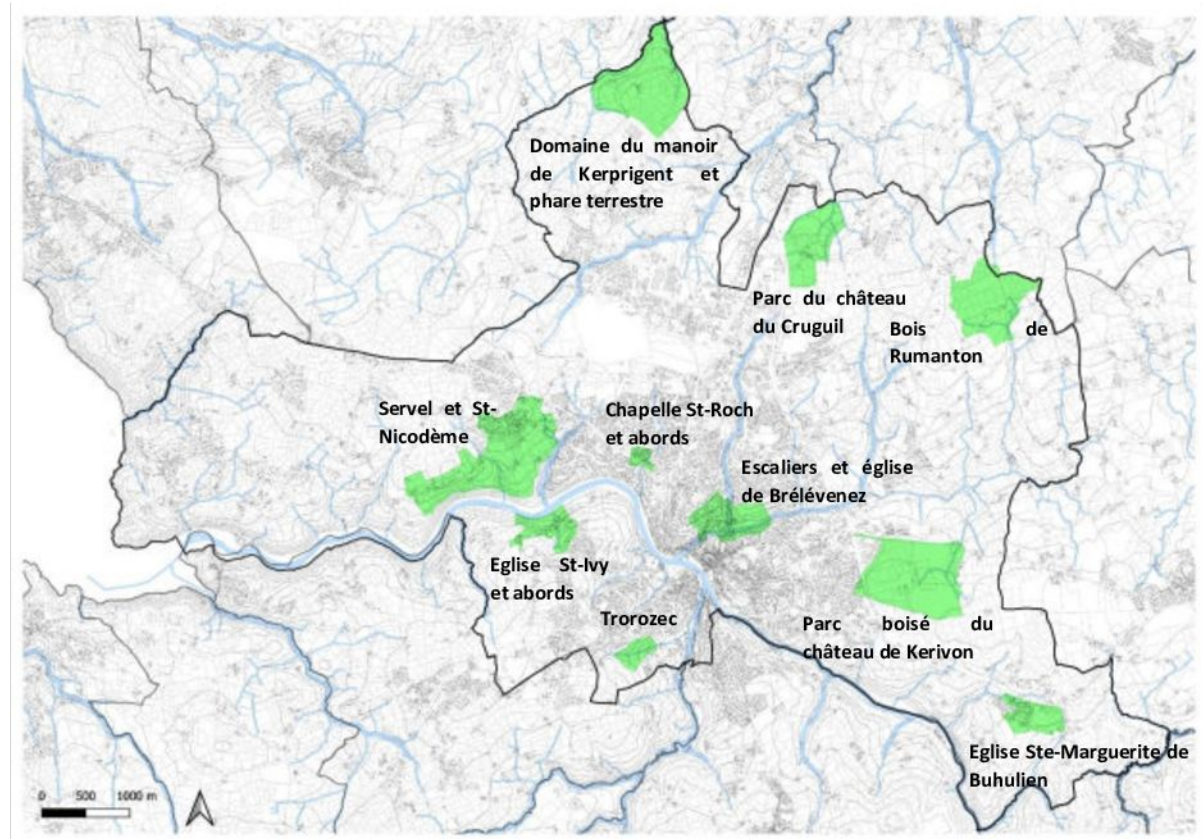 Domaine du manoir
de Kerprigent et
phare terrestre
Parc du château
du Cruguil
Bois de
Rumanton
Servel et St-
Nicodème
Chapelle St-Roch
et abords
Escaliers et église
de Brélévenez
Eglise St-Ivy
et abords
Trorozec
Parc boisé du
château de Kerivon
Eglise Ste-Marguerite de
Buhulien
0 500 1000 m